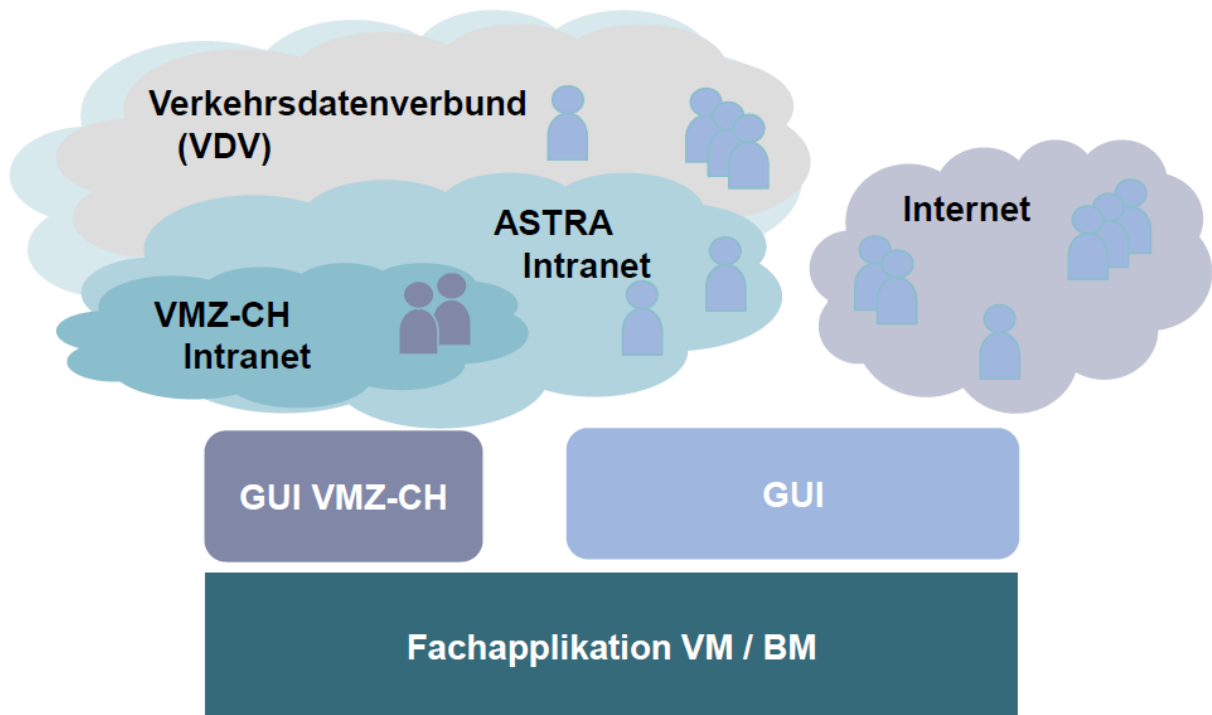 Verkehrsdatenverbund
(VDV)
ASTRA
Intranet
Internet
VMZ-CH
Intranet
GUI VMZ-CH
GUI
Fachapplikation VM / BM